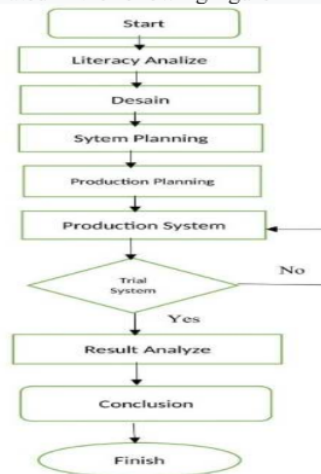 Start
Literacy Analize
Desain
Sytem Planning
Production Planning
Production System
Trial
System
No
Yes
Result Analyze
Conclusion
Finish